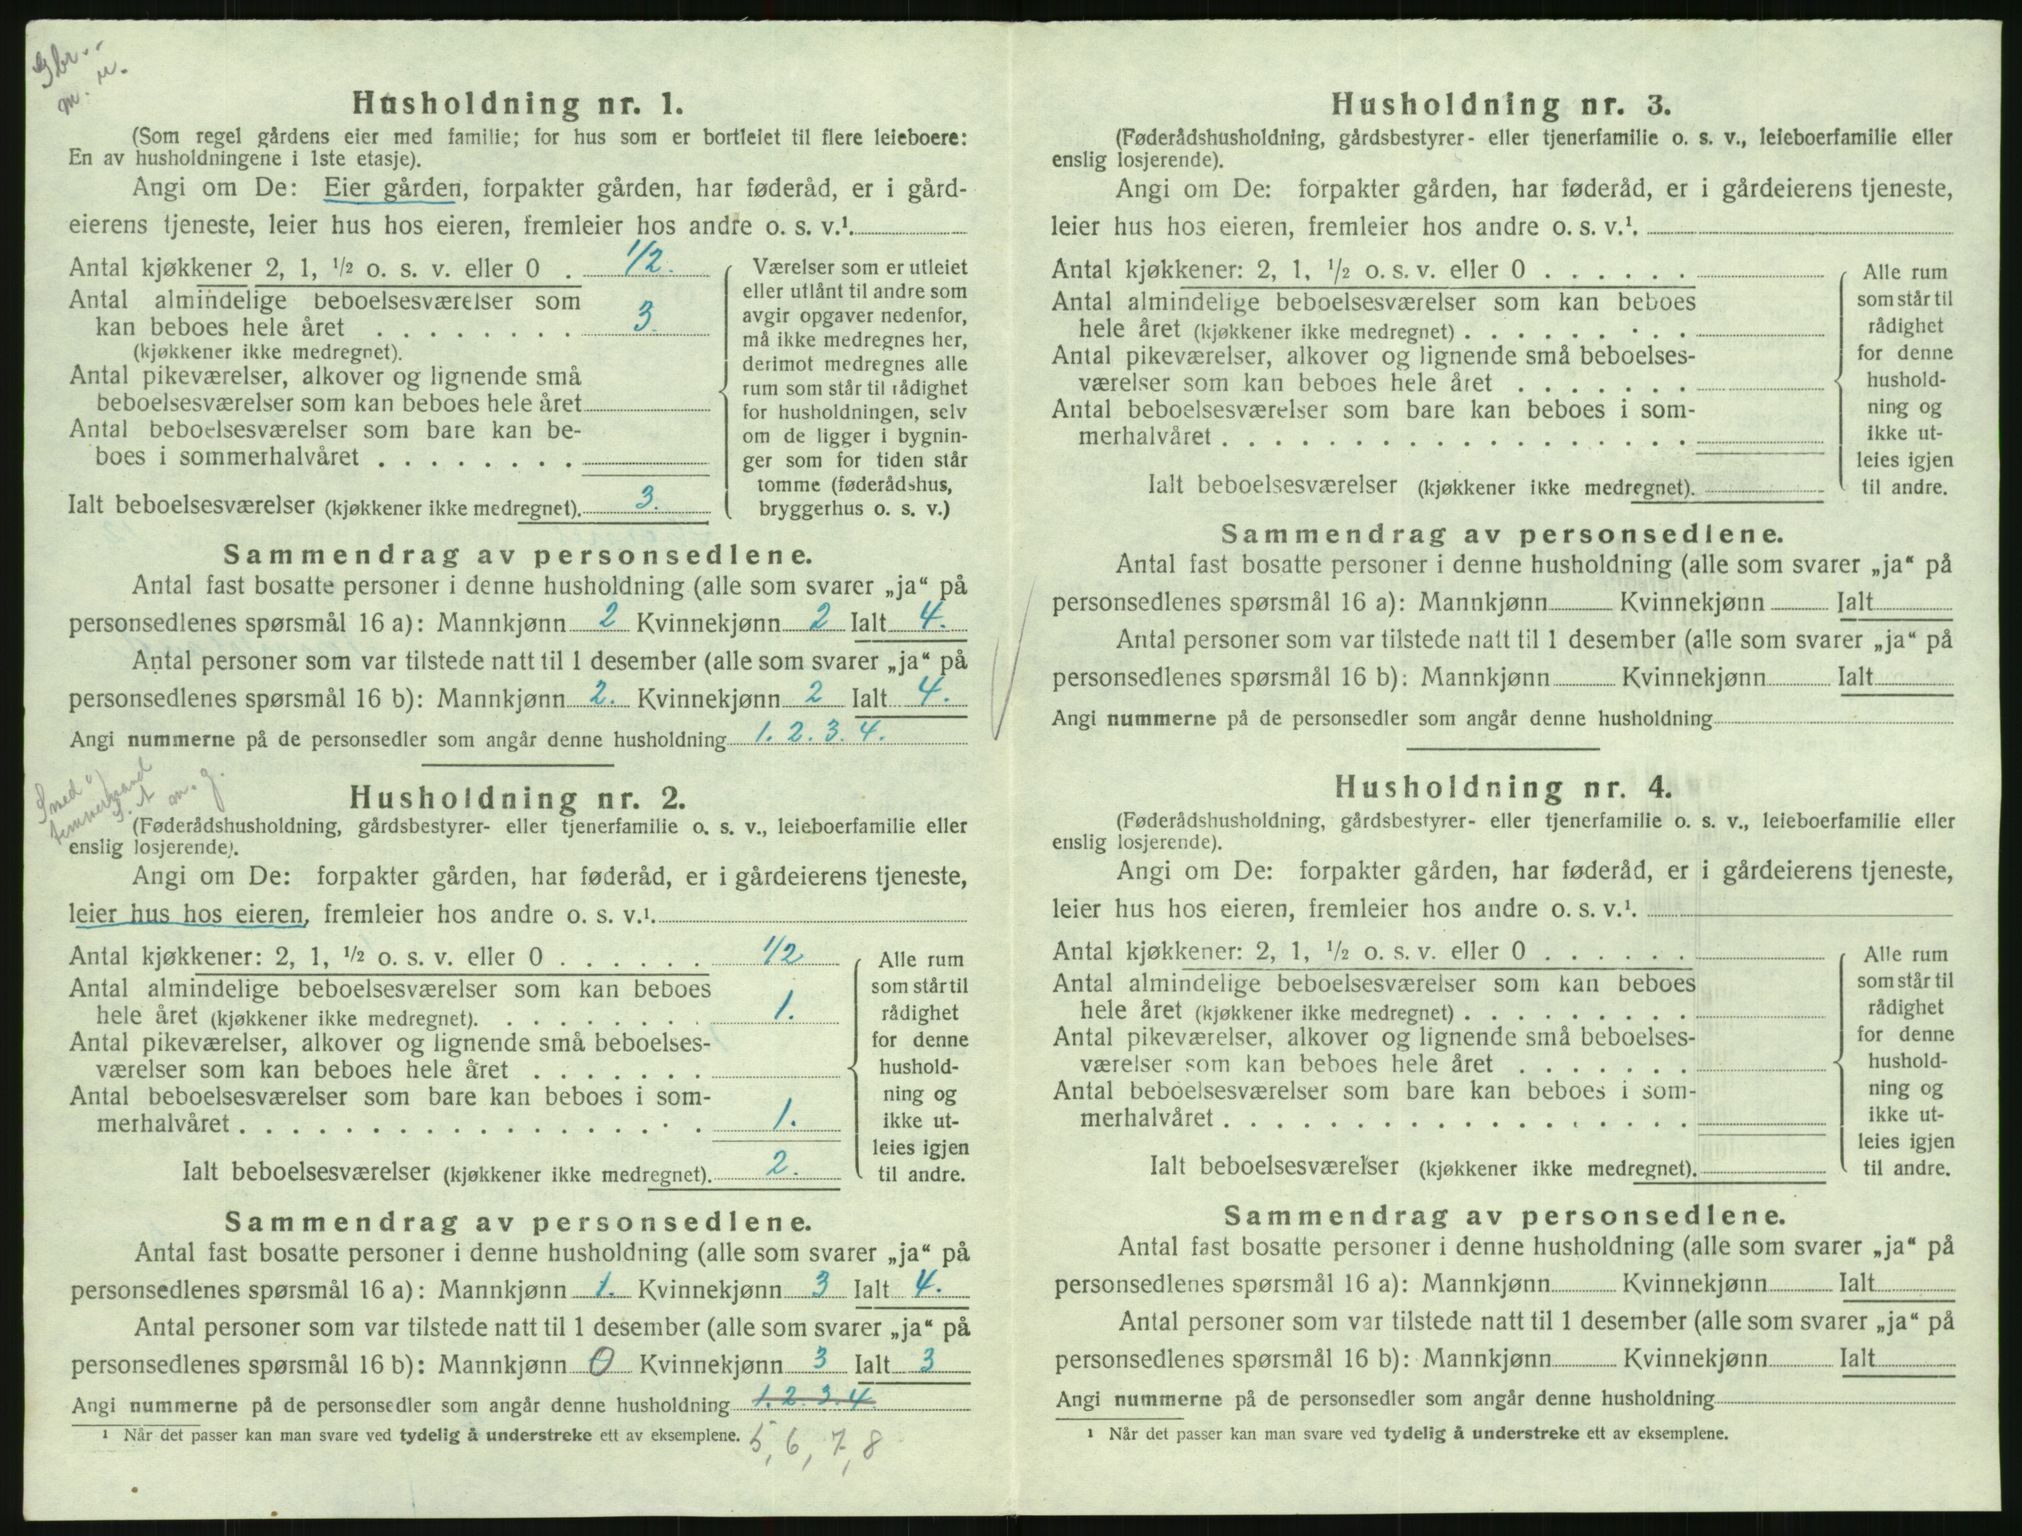 Gbr.
m. u.
Husholdning nr. 1.
(Som regel gårdens eier med familie; for hus som er bortleiet til flere leieboere:
En av husholdningene i 1ste etasje).
Angi om De: Eier gården, forpakter gården, har føderåd, er i gård-
eierens tjeneste, leier hus hos eieren, fremleier hos andre o. s. v.¹.
Antal kjøkkener 2, 1, ½ o. s. v. eller 0 . 1/2.
Antal almindelige beboelsesværelser som
kan beboes hele året . . . . . . . . 3.
(kjøkkener ikke medregnet).
Antal pikeværelser, alkover og lignende små
beboelsesværelser som kan beboes hele året
Antal beboelsesværelser som bare kan be-
boes i sommerhalvåret . . . . . . . .
Ialt beboelsesværelser (kjøkkener ikke medregnet). 3.
Værelser som er utleiet
eller utlånt til andre som
avgir opgaver nedenfor,
må ikke medregnes her,
derimot medregnes alle
rum som står til rådighet
for husholdningen, selv
om de ligger i bygnin-
ger som for tiden står
tomme (føderådshus,
bryggerhus o. s. v.)
Sammendrag av personsedlene.
Antal fast bosatte personer i denne husholdning (alle som svarer „ja“ på
personsedlenes spørsmål 16 a): Mannkjønn 2 Kvinnekjønn 2 Ialt 4.
Antal personer som var tilstede natt til 1 desember (alle som svarer „ja“ på
personsedlenes spørsmål 16 b): Mannkjønn 2. Kvinnekjønn 2 Ialt 4.
Angi nummerne på de personsedler som angår denne husholdning 1. 2. 3. 4.
Smed
tømmermand
m. g.
Husholdning nr. 2.
(Føderådshusholdning, gårdsbestyrer- eller tjenerfamilie o. s. v., leieboerfamilie eller
enslig losjerende).
Angi om De: forpakter gården, har føderåd, er i gårdeierens tjeneste,
leier hus hos eieren, fremleier hos andre o. s. v.¹.
Antal kjøkkener: 2, 1, ½ o. s. v. eller 0 . . . . . . 1/2
Antal almindelige beboelsesværelser som kan beboes
hele året (kjøkkener ikke medregnet). . . . . . . . . 1.
Antal pikeværelser, alkover og lignende små beboelses-
værelser som kan beboes hele året . . . . . . .
Antal beboelsesværelser som bare kan beboes i som-
merhalvåret . . . . . . . . . . . . . . . . . . 1.
Ialt beboelsesværelser (kjøkkener ikke medregnet). 2.
Alle rum
som står til
rådighet
for denne
hushold-
ning og
ikke ut-
leies igjen
til andre.
Sammendrag av personsedlene.
Antal fast bosatte personer i denne husholdning (alle som svarer „ja“ på
personsedlenes spørsmål 16 a): Mannkjønn 1. Kvinnekjønn 3 Ialt 4.
Antal personer som var tilstede natt til 1 desember (alle som svarer „ja“ på
personsedlenes spørsmål 16 b): Mannkjønn 0 Kvinnekjønn 3 Ialt 3
Angi nummerne på de personsedler som angår denne husholdning 1. 2. 3. 4.
¹ Når det passer kan man svare ved tydelig å understreke ett av eksemplene. 5, 6, 7, 8
Husholdning nr. 3.
(Føderådshusholdning, gårdsbestyrer- eller tjenerfamilie o. s. v., leieboerfamilie eller
enslig losjerende).
Angi om De: forpakter gården, har føderåd, er i gårdeierens tjeneste,
leier hus hos eieren, fremleier hos andre o. s. v.¹.
Antal kjøkkener: 2, 1, ½ o. s. v. eller 0 . . . . . .
Antal almindelige beboelsesværelser som kan beboes
hele året (kjøkkener ikke medregnet) . . . . . . . . .
Antal pikeværelser, alkover og lignende små beboelses-
værelser som kan beboes hele året . . . . . . .
Antal beboelsesværelser som bare kan beboes i som-
merhalvåret . . . . . . . . . . . . . . . . . .
Ialt beboelsesværelser (kjøkkener ikke medregnet).
Alle rum
som står til
rådighet
for denne
hushold-
ning og
ikke ut-
leies igjen
til andre.
Sammendrag av personsedlene.
Antal fast bosatte personer i denne husholdning (alle som svarer „ja“ på
personsedlenes spørsmål 16 a): Mannkjønn Kvinnekjønn Ialt
Antal personer som var tilstede natt til 1 desember (alle som svarer „ja“ på
personsedlenes spørsmål 16 b): Mannkjønn Kvinnekjønn Ialt
Angi nummerne på de personsedler som angår denne husholdning
Husholdning nr. 4.
(Føderådshusholdning, gårdsbestyrer- eller tjenerfamilie o. s. v., leieboerfamilie eller
enslig losjerende).
Angi om De: forpakter gården, har føderåd, er i gårdeierens tjeneste,
leier hus hos eieren, fremleier hos andre o. s. v.¹.
Antal kjøkkener: 2, 1, ½ o. s. v. eller 0 . . . . . .
Antal almindelige beboelsesværelser som kan beboes
hele året (kjøkkener ikke medregnet) . . . . . . . . .
Antal pikeværelser, alkover og lignende små beboelses-
værelser som kan beboes hele året . . . . . . .
Antal beboelsesværelser som bare kan beboes i som-
merhalvåret . . . . . . . . . . . . . . . . . .
Ialt beboelsesværelser (kjøkkener ikke medregnet).
Alle rum
som står til
rådighet
for denne
hushold-
ning og
ikke ut-
leies igjen
til andre.
Sammendrag av personsedlene.
Antal fast bosatte personer i denne husholdning (alle som svarer „ja“ på
personsedlenes spørsmål 16 a): Mannkjønn Kvinnekjønn Ialt
Antal personer som var tilstede natt til 1 desember (alle som svarer „ja“ på
personsedlenes spørsmål 16 b): Mannkjønn Kvinnekjønn Ialt
Angi nummerne på de personsedler som angår denne husholdning
¹ Når det passer kan man svare ved tydelig å understreke ett av eksemplene.